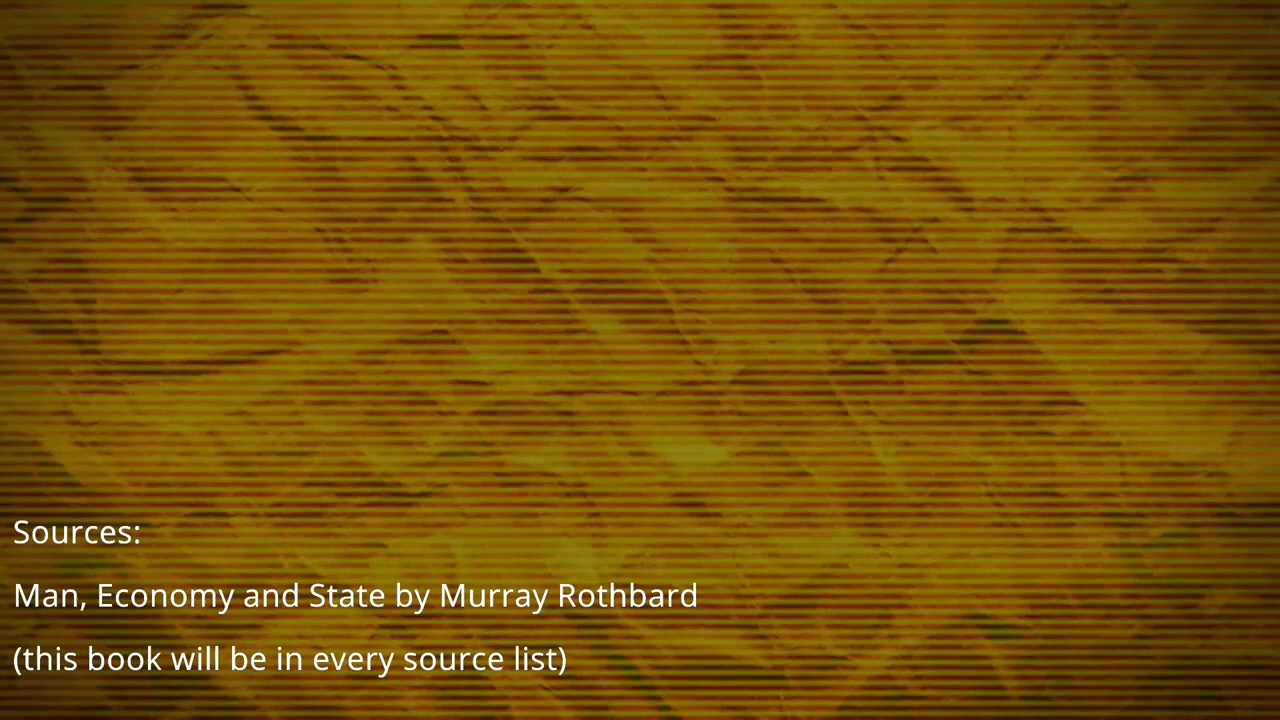 Sources:
Man, Economy and State by Murray Rothbard
(this book will be in every source list)